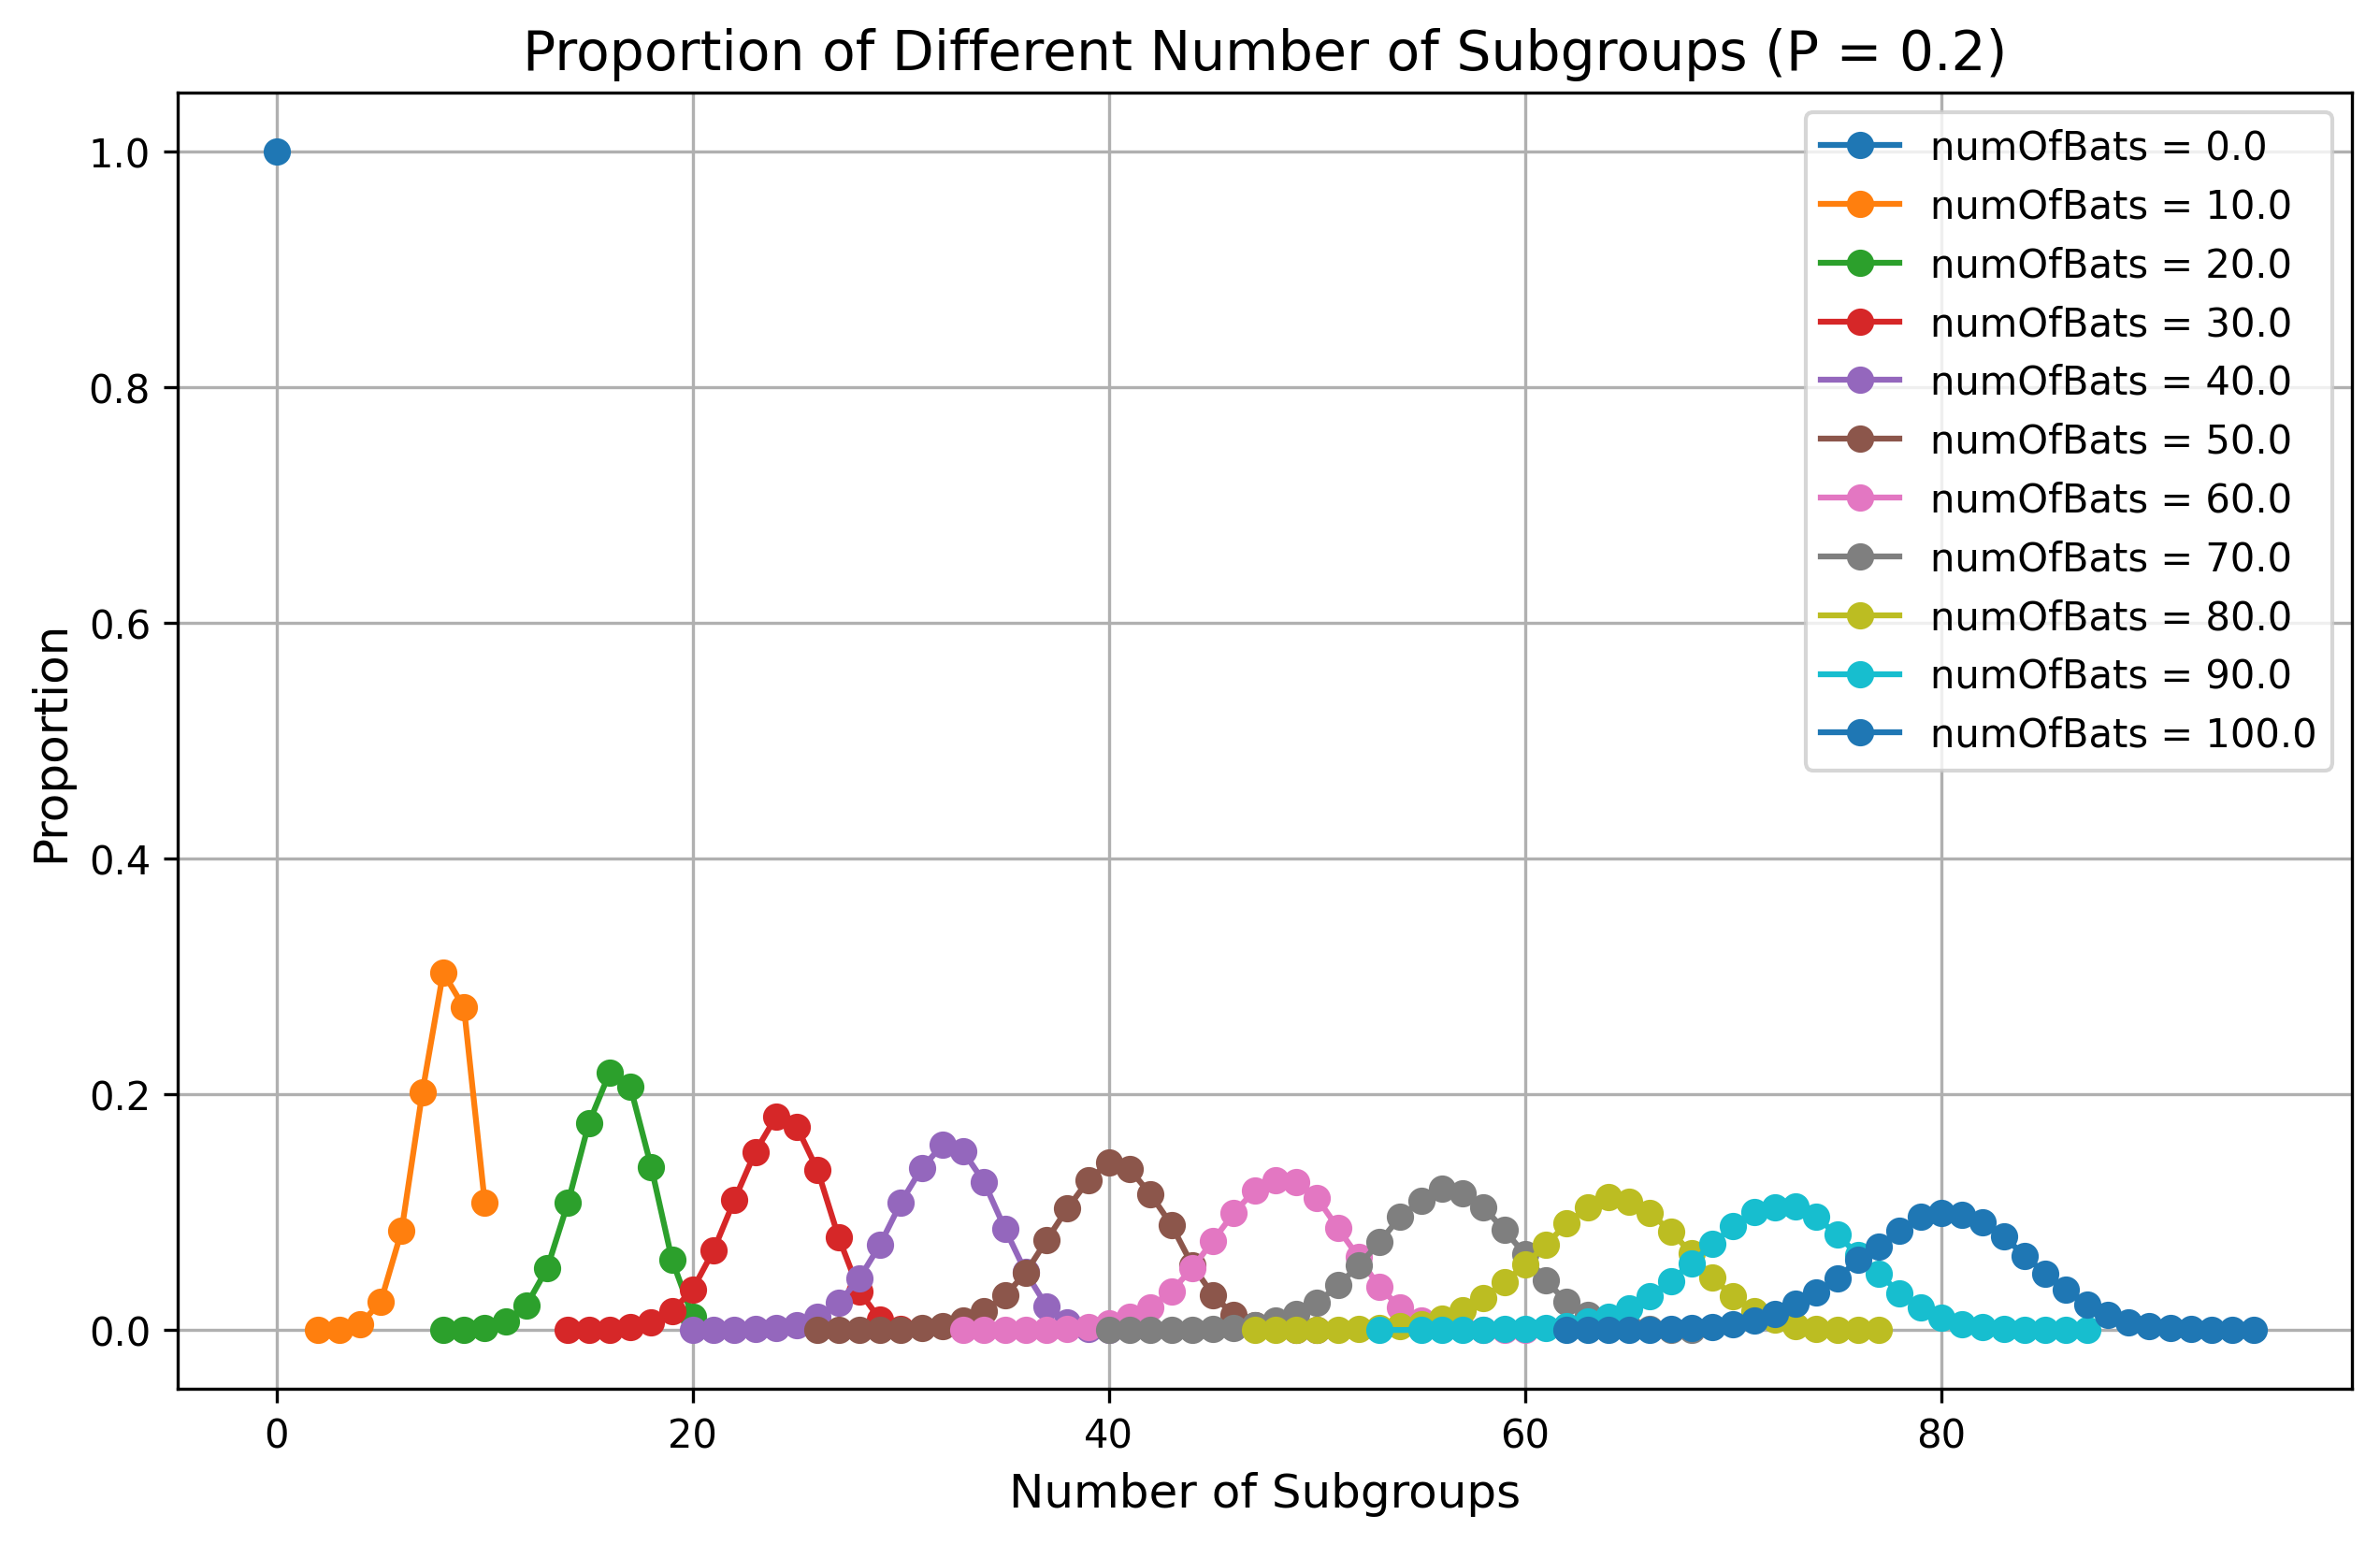 Proportion of Different Number of Subgroups (P = 0.2)
1.0
0.8
0.6
0.4
0.2
0.0
Proportion
numOfBats = 0.0
numOfBats = 10.0
numOfBats = 20.0
numOfBats = 30.0
numOfBats = 40.0
numOfBats = 50.0
numOfBats = 60.0
numOfBats = 70.0
numOfBats = 80.0
numOfBats = 90.0
numOfBats = 100.0
0 20 40 60 80
Number of Subgroups